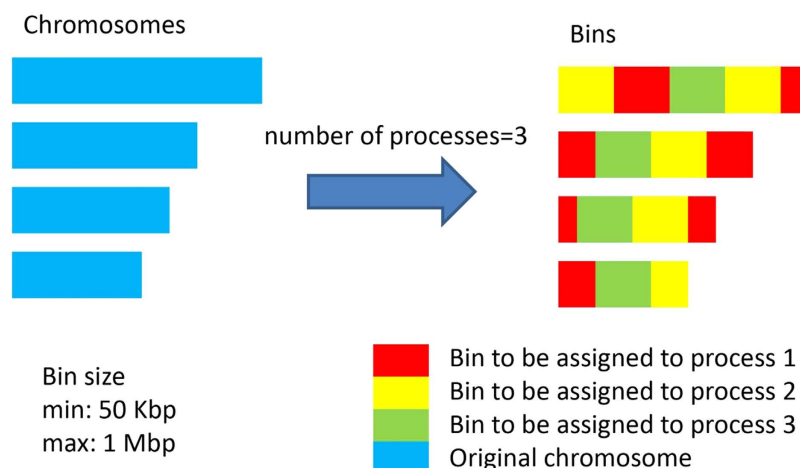 Chromosomes
Bins
number of processes=3
Bin size
min: 50 Kbp
max: 1 Mbp
Bin to be assigned to process 1
Bin to be assigned to process 2
Bin to be assigned to process 3
Original chromosome